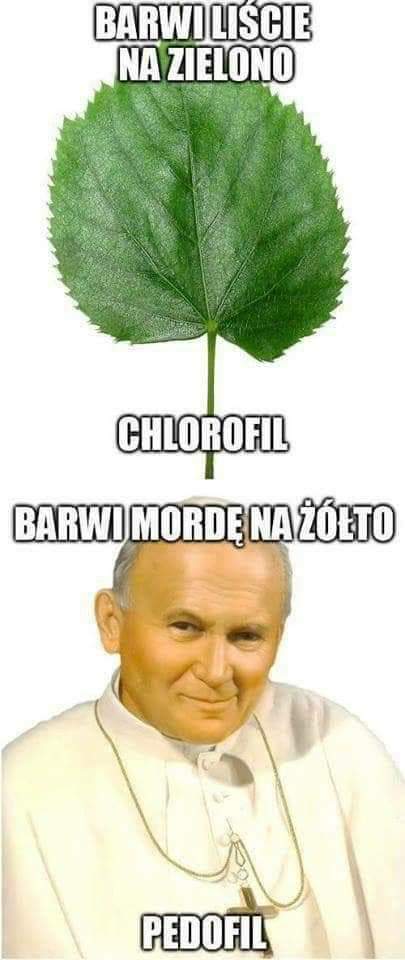 BARWI LIŚCIE
NA ZIELONO
CHLOROFIL
BARWI MORDĘ NA ŻÓŁTO
PEDOFIL